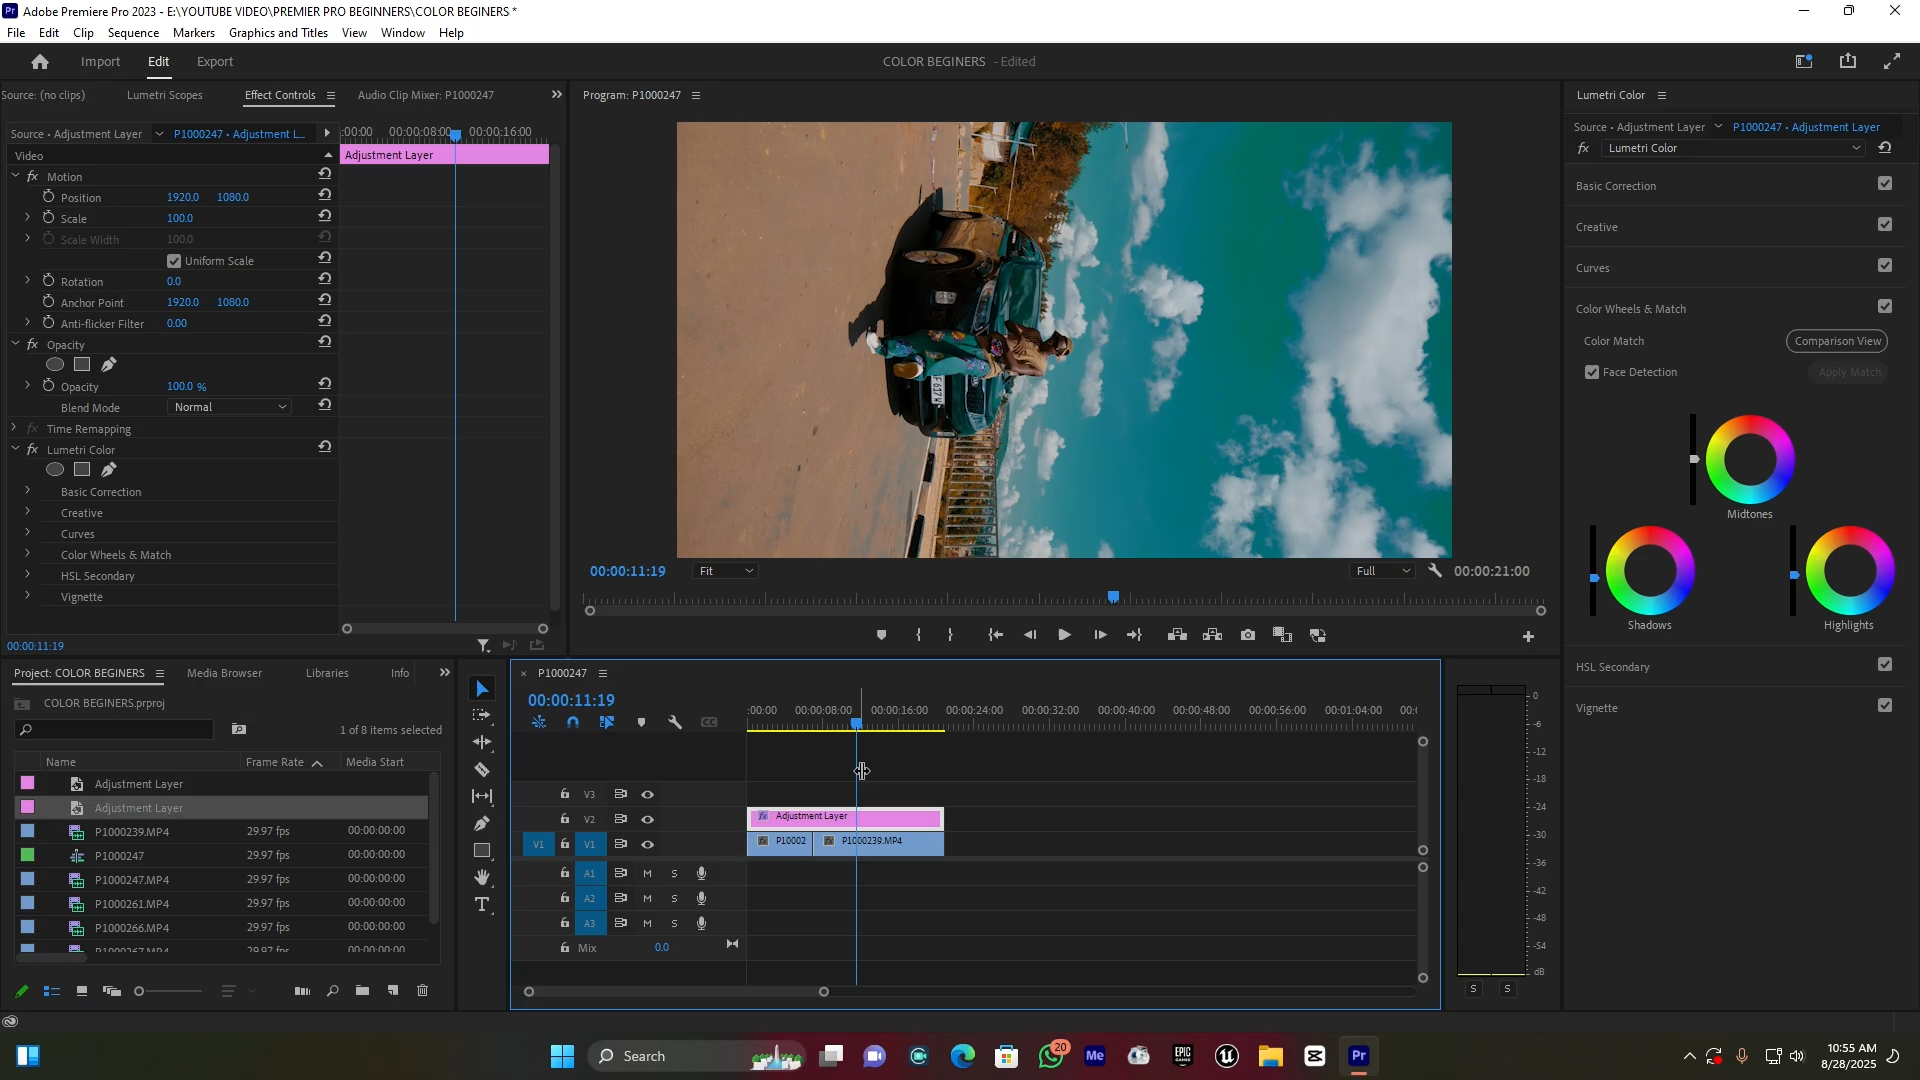 Adobe Premiere Pro 2023 - E:\YOUTUBE VIDEO\PREMIER PRO BEGINNERS\COLOR BEGINERS *
File Edit Clip Sequence Markers Graphics and Titles View Window Help
Import Edit Export
COLOR BEGINERS - Edited
Source: (no clips) Lumetri Scopes Effect Controls Audio Clip Mixer: P1000247
Program: P1000247
Lumetri Color
Source • Adjustment Layer P1000247 • Adjustment L...
:00:00 00:00:08:00 00:00:16:00
Source • Adjustment Layer P1000247 • Adjustment Layer
fx Lumetri Color
Video
Adjustment Layer
fx Motion
Position 1920.0 1080.0
Scale 100.0
Scale Width 100.0
Uniform Scale
Rotation 0.0
Anchor Point 1920.0 1080.0
Anti-flicker Filter 0.00
fx Opacity
Opacity 100.0 %
Blend Mode Normal
fx Time Remapping
fx Lumetri Color
Basic Correction
Creative
Curves
Color Wheels & Match
HSL Secondary
Vignette
00:00:11:19
Basic Correction
Creative
Curves
Color Wheels & Match
Color Match Comparison View
Face Detection Apply Match
Midtones
Shadows Highlights
HSL Secondary
Vignette
00:00:11:19 Fit Full 00:00:21:00
Project: COLOR BEGINERS Media Browser Libraries Info
COLOR BEGINERS.prproj
1 of 8 items selected
Name Frame Rate Media Start
Adjustment Layer
Adjustment Layer
P1000239.MP4 29.97 fps 00:00:00:00
P1000247 29.97 fps 00:00:00:00
P1000247.MP4 29.97 fps 00:00:00:00
P1000261.MP4 29.97 fps 00:00:00:00
P1000266.MP4 29.97 fps 00:00:00:00
P1000267.MP4 29.97 fps 00:00:00:00
× P1000247
00:00:11:19
:00:00 00:00:08:00 00:00:16:00 00:00:24:00 00:00:32:00 00:00:40:00 00:00:48:00 00:00:56:00 00:01:04:00 00:
V3
V2 fx Adjustment Layer
V1 V1 fx P10002 fx P1000239.MP4
A1 M S
A2 M S
A3 M S
Mix 0.0
0
-6
-12
-18
-24
-30
-36
-42
-48
-54
dB
S S
Search
20
Me
EPIC GAMES
Pr
10:55 AM
8/28/2025